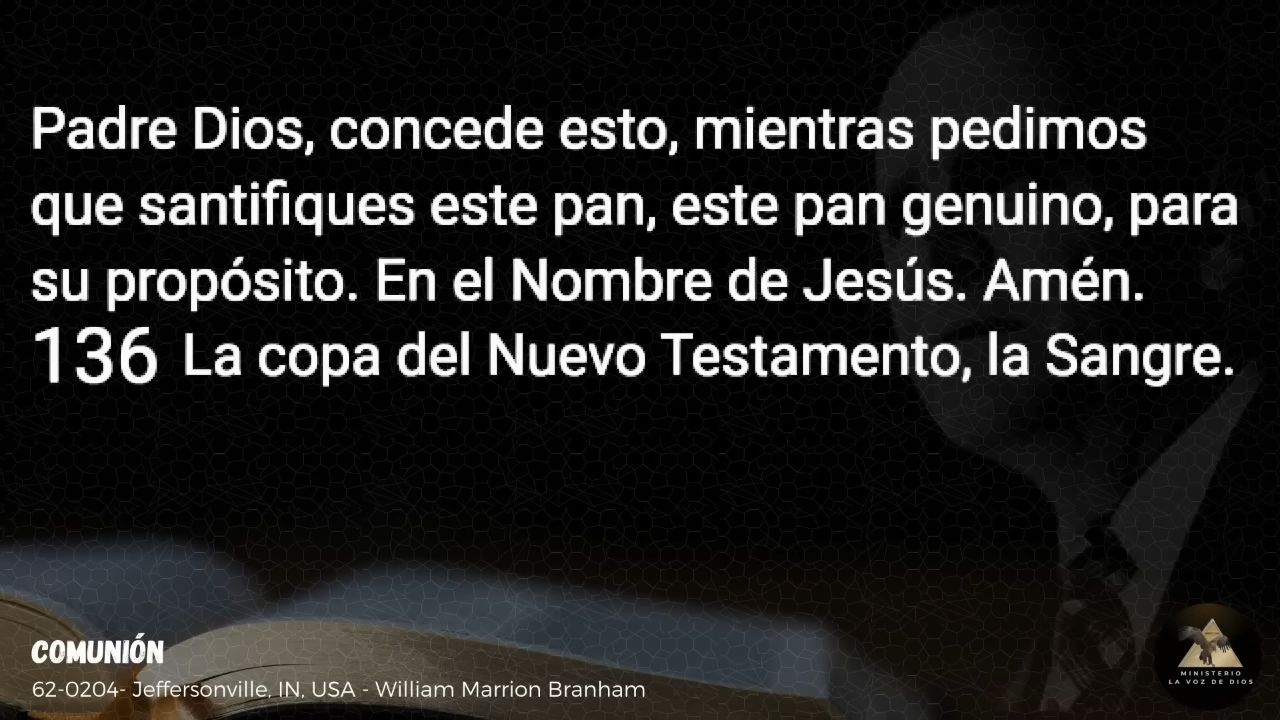 Padre Dios, concede esto, mientras pedimos
que santifiques este pan, este pan genuino, para
su propósito. En el Nombre de Jesús. Amén.
136 La copa del Nuevo Testamento, la Sangre.
COMUNIÓN
62-0204- Jeffersonville, IN, USA - William Marrion Branham
MINISTERIO
LA VOZ DE DIOS